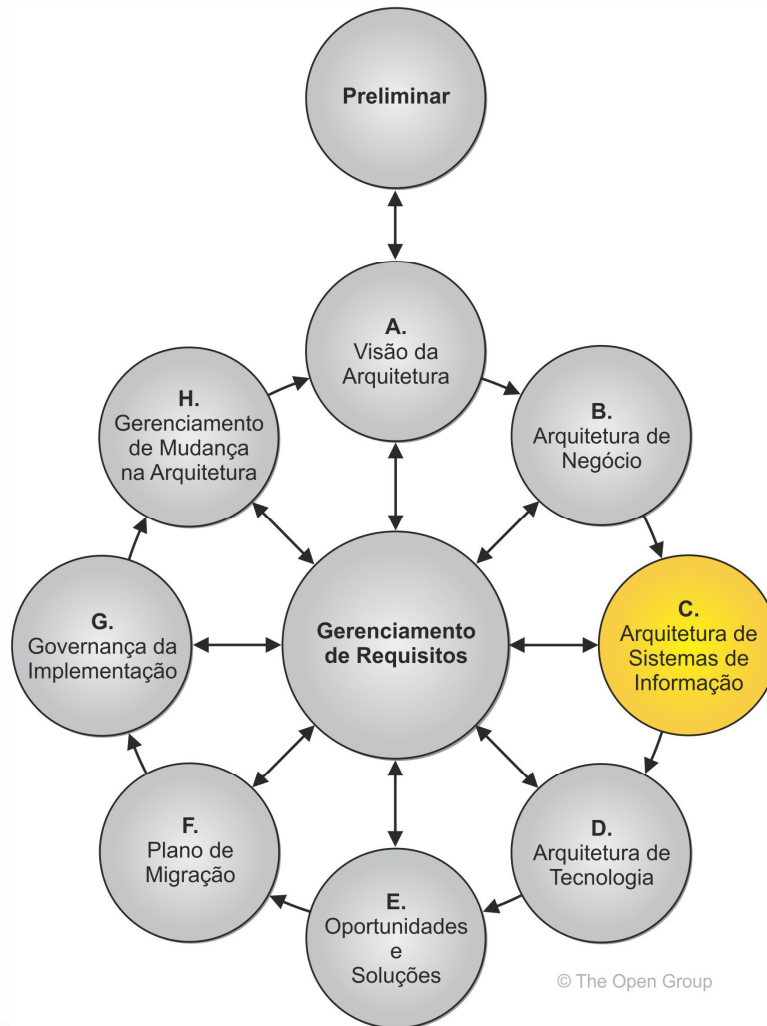 Preliminar
A.
Visão da
Arquitetura
B.
Arquitetura de
Negócio
H.
Gerenciamento
de Mudança
na Arquitetura
C.
Arquitetura de
Sistemas de
Informação
G.
Governança da
Implementação
Gerenciamento
de Requisitos
D.
Arquitetura de
Tecnologia
F.
Plano de
Migração
E.
Oportunidades
e
Soluções
© The Open Group